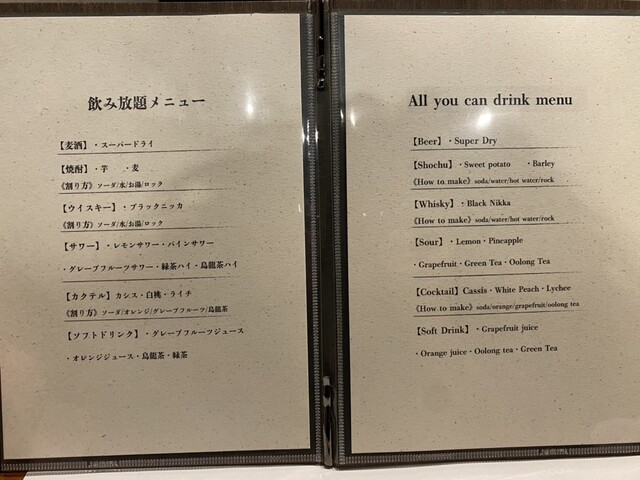 飲み放題メニュー
【麦酒】・スーパードライ
【焼酎】・芋　・麦
《割り方》ソーダ/水/お湯/ロック
【ウイスキー】・ブラックニッカ
《割り方》ソーダ/水/お湯/ロック
【サワー】・レモンサワー・パインサワー
・グレープフルーツサワー・緑茶ハイ・烏龍茶ハイ
【カクテル】カシス・白桃・ライチ
《割り方》ソーダ/オレンジ/グレープフルーツ/烏龍茶
【ソフトドリンク】・グレープフルーツジュース
・オレンジジュース・烏龍茶・緑茶
All you can drink menu
【Beer】・Super Dry
【Shochu】・Sweet potato　・Barley
《How to make》soda/water/hot water/rock
【Whisky】・Black Nikka
《How to make》soda/water/hot water/rock
【Sour】・Lemon・Pineapple
・Grapefruit・Green Tea・Oolong Tea
【Cocktail】Cassis・White Peach・Lychee
《How to make》soda/orange/grapefruit/oolong tea
【Soft Drink】・Grapefruit juice
・Orange juice・Oolong tea・Green Tea